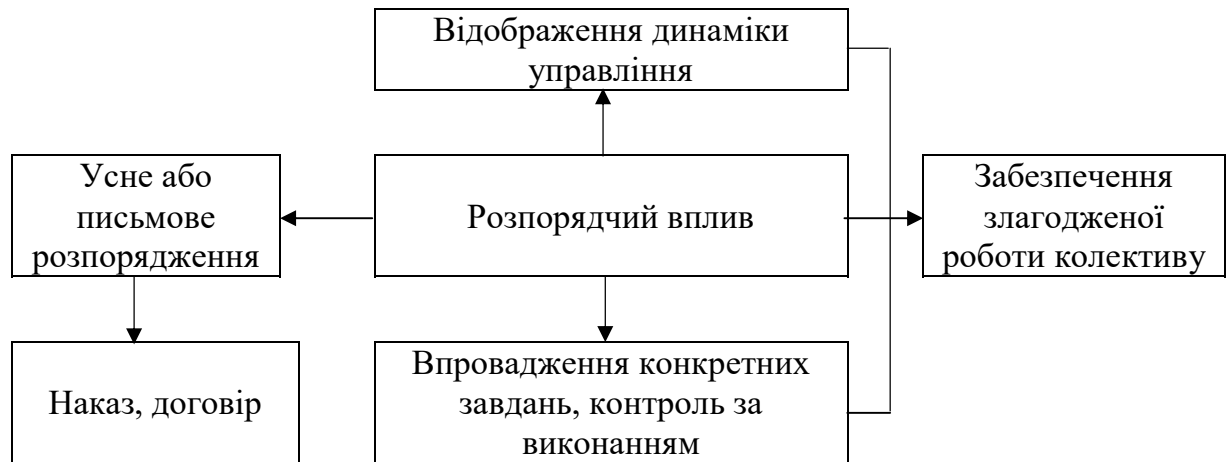 Відображення динаміки
управління
Усне або
письмове
розпорядження
Розпорядчий вплив
Забезпечення
злагодженої
роботи колективу
Наказ, договір
Впровадження конкретних
завдань, контроль за
виконанням